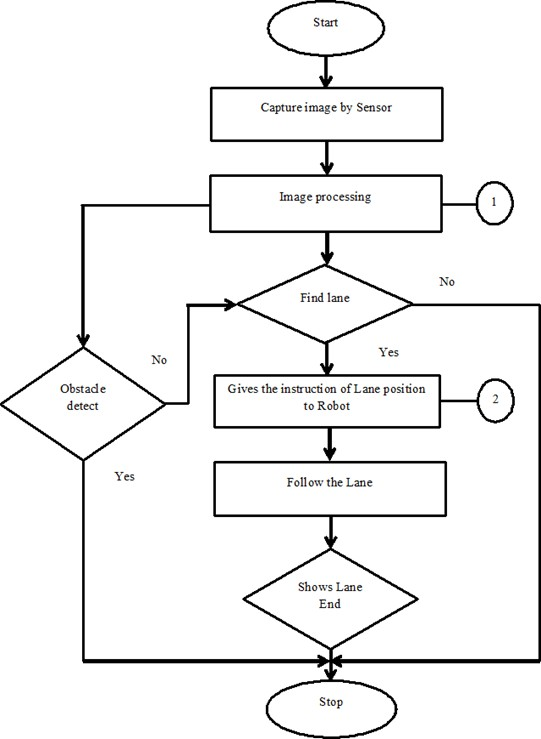 Start
Capture image by Sensor
Image processing
1
Find lane
No
No
Yes
Obstacle
detect
Gives the instruction of Lane position
to Robot
2
Yes
Follow the Lane
Shows Lane
End
Stop